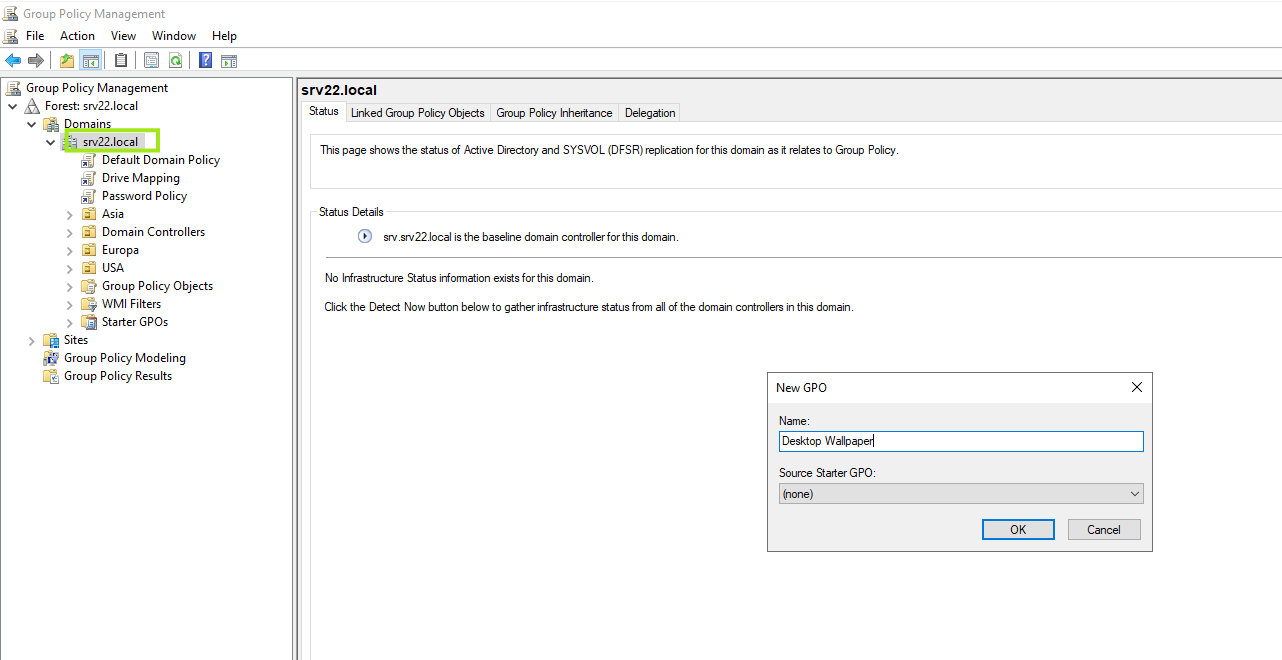 Group Policy Management
File Action View Window Help
Group Policy Management
Forest: srv22.local
Domains
srv22.local
Default Domain Policy
Drive Mapping
Password Policy
Asia
Domain Controllers
Europa
USA
Group Policy Objects
WMI Filters
Starter GPOs
Sites
Group Policy Modeling
Group Policy Results
srv22.local
Status Linked Group Policy Objects Group Policy Inheritance Delegation
This page shows the status of Active Directory and SYSVOL (DFSR) replication for this domain as it relates to Group Policy.
Status Details
srv.srv22.local is the baseline domain controller for this domain.
No Infrastructure Status information exists for this domain.
Click the Detect Now button below to gather infrastructure status from all of the domain controllers in this domain.
New GPO
Name:
Desktop Wallpaper
Source Starter GPO:
(none)
OK Cancel